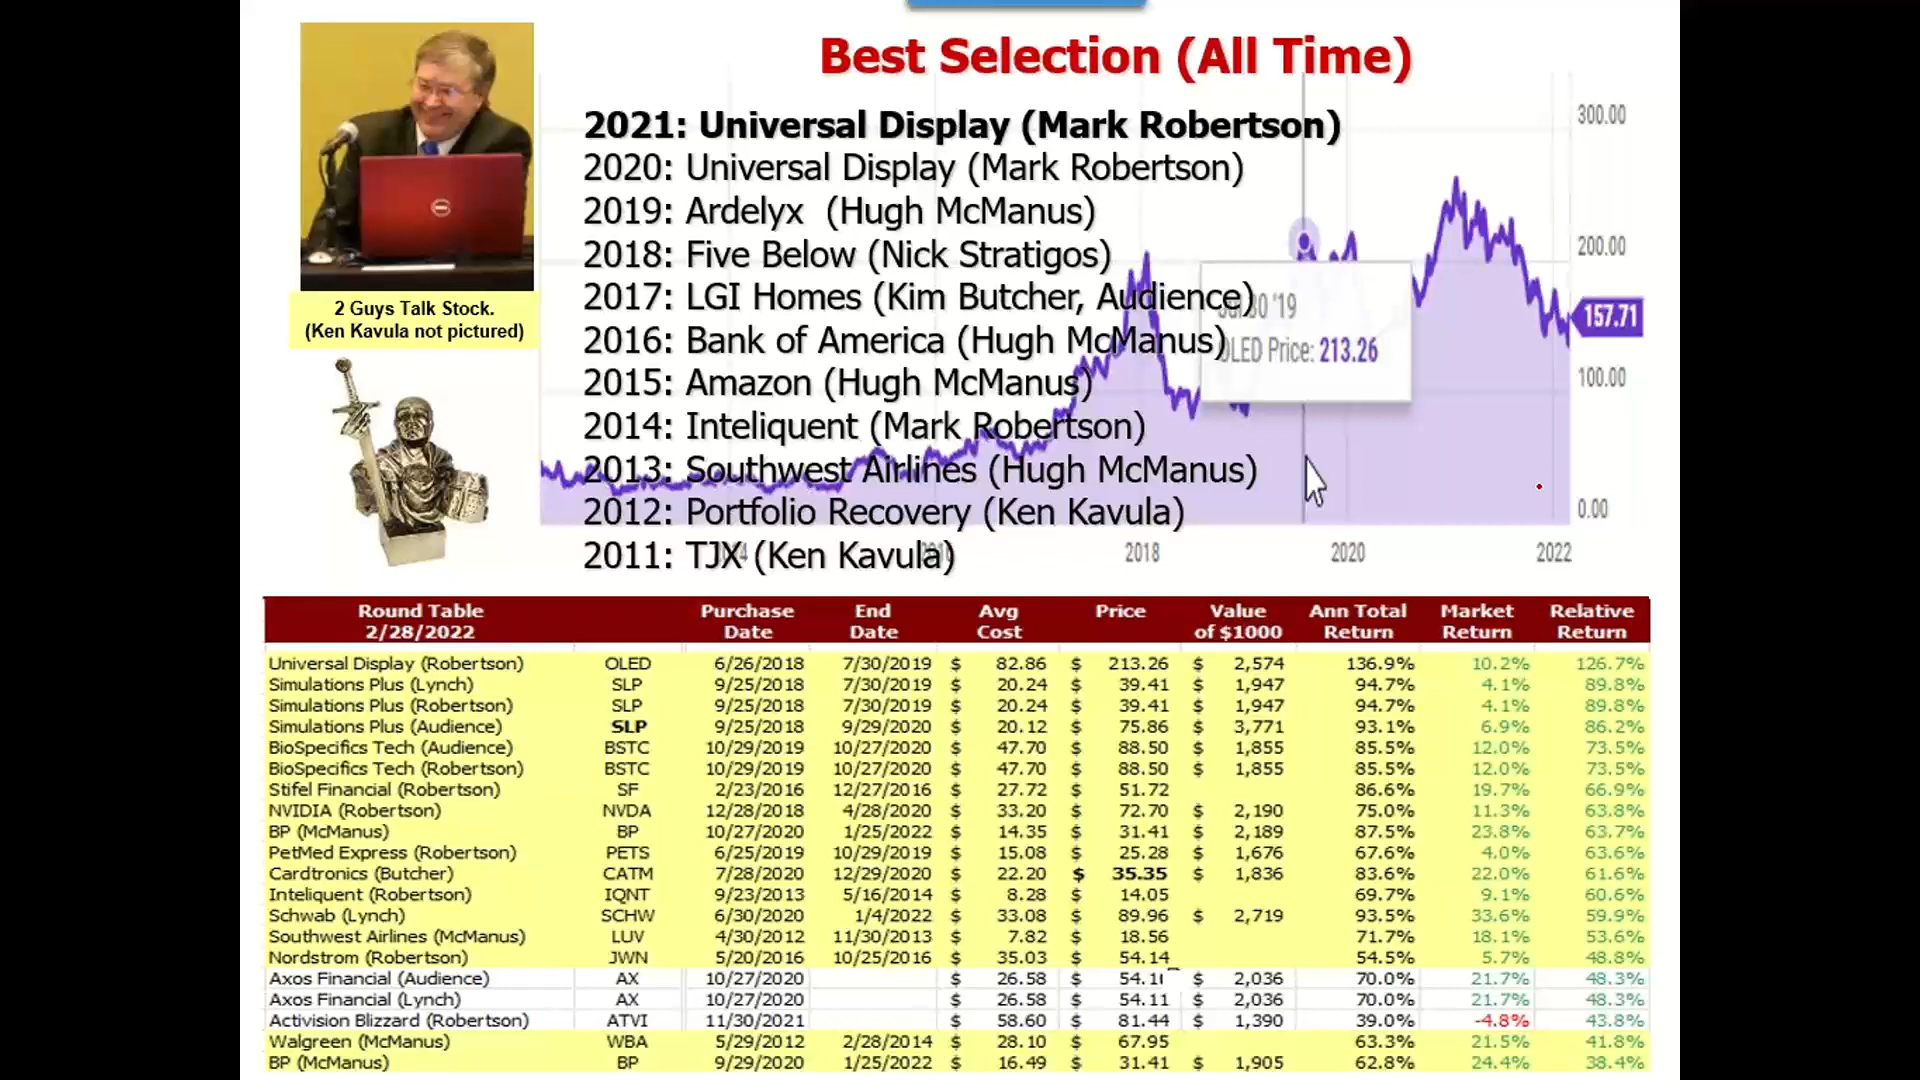 Best Selection (All Time)
2021: Universal Display (Mark Robertson)
2020: Universal Display (Mark Robertson)
2019: Ardelyx (Hugh McManus)
2018: Five Below (Nick Stratigos)
2017: LGI Homes (Kim Butcher, Audience)
2016: Bank of America (Hugh McManus)
2015: Amazon (Hugh McManus)
2014: Inteliquent (Mark Robertson)
2013: Southwest Airlines (Hugh McManus)
2012: Portfolio Recovery (Ken Kavula)
2011: TJX (Ken Kavula)
2 Guys Talk Stock.
(Ken Kavula not pictured)
DELL
300.00
200.00
157.71
100.00
0.00
30 '19
OLED Price: 213.26
2018 2020 2022
Round Table Purchase End Avg Price Value Ann Total Market Relative
2/28/2022 Date Date Cost of $1000 Return Return Return
Universal Display (Robertson) OLED 6/26/2018 7/30/2019 $ 82.86 $ 213.26 $ 2,574 136.9% 10.2% 126.7%
Simulations Plus (Lynch) SLP 9/25/2018 7/30/2019 $ 20.24 $ 39.41 $ 1,947 94.7% 4.1% 89.8%
Simulations Plus (Robertson) SLP 9/25/2018 7/30/2019 $ 20.24 $ 39.41 $ 1,947 94.7% 4.1% 89.8%
Simulations Plus (Audience) SLP 9/25/2018 9/29/2020 $ 20.12 $ 75.86 $ 3,771 93.1% 6.9% 86.2%
BioSpecifics Tech (Audience) BSTC 10/29/2019 10/27/2020 $ 47.70 $ 88.50 $ 1,855 85.5% 12.0% 73.5%
BioSpecifics Tech (Robertson) BSTC 10/29/2019 10/27/2020 $ 47.70 $ 88.50 $ 1,855 85.5% 12.0% 73.5%
Stifel Financial (Robertson) SF 2/23/2016 12/27/2016 $ 27.72 $ 51.72 86.6% 19.7% 66.9%
NVIDIA (Robertson) NVDA 12/28/2018 4/28/2020 $ 33.20 $ 72.70 $ 2,190 75.0% 11.3% 63.8%
BP (McManus) BP 10/27/2020 1/25/2022 $ 14.35 $ 31.41 $ 2,189 87.5% 23.8% 63.7%
PetMed Express (Robertson) PETS 6/25/2019 10/29/2019 $ 15.08 $ 25.28 $ 1,676 67.6% 4.0% 63.6%
Cardtronics (Butcher) CATM 7/28/2020 12/29/2020 $ 22.20 $ 35.35 $ 1,836 83.6% 22.0% 61.6%
Inteliquent (Robertson) IQNT 9/23/2013 5/16/2014 $ 8.28 $ 14.05 69.7% 9.1% 60.6%
Schwab (Lynch) SCHW 6/30/2020 1/4/2022 $ 33.08 $ 89.96 $ 2,719 93.5% 33.6% 59.9%
Southwest Airlines (McManus) LUV 4/30/2012 11/30/2013 $ 7.82 $ 18.56 71.7% 18.1% 53.6%
Nordstrom (Robertson) JWN 5/20/2016 10/25/2016 $ 35.03 $ 54.14 54.5% 5.7% 48.8%
Axos Financial (Audience) AX 10/27/2020 $ 26.58 $ 54.11 $ 2,036 70.0% 21.7% 48.3%
Axos Financial (Lynch) AX 10/27/2020 $ 26.58 $ 54.11 $ 2,036 70.0% 21.7% 48.3%
Activision Blizzard (Robertson) ATVI 11/30/2021 $ 58.60 $ 81.44 $ 1,390 39.0% -4.8% 43.8%
Walgreen (McManus) WBA 5/29/2012 2/28/2014 $ 28.10 $ 67.95 63.3% 21.5% 41.8%
BP (McManus) BP 9/29/2020 1/25/2022 $ 16.49 $ 31.41 $ 1,905 62.8% 24.4% 38.4%